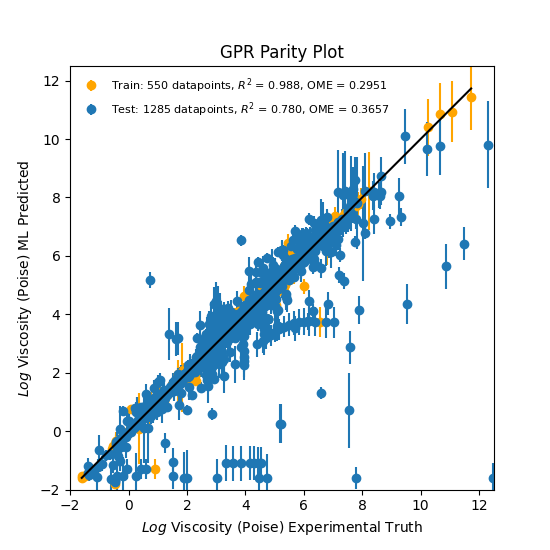 GPR Parity Plot
Train: 550 datapoints, R² = 0.988, OME = 0.2951
Test: 1285 datapoints, R² = 0.780, OME = 0.3657
Log Viscosity (Poise) ML Predicted
12
10
8
6
4
2
0
−2
−2 0 2 4 6 8 10 12
Log Viscosity (Poise) Experimental Truth